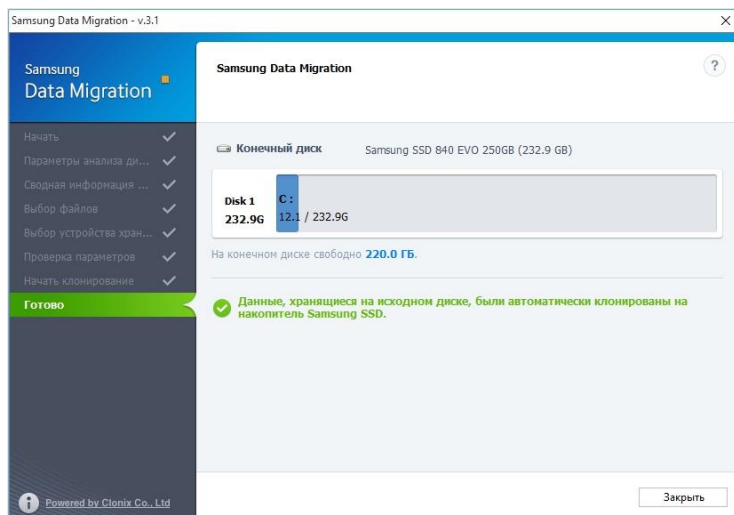 Samsung Data Migration - v.3.1
Samsung
Data Migration
Начать
Параметры анализа ди...
Сводная информация ...
Выбор файлов
Выбор устройства хран...
Проверка параметров
Начать клонирование
Готово
Powered by Clonix Co., Ltd
Samsung Data Migration
?
Конечный диск
Samsung SSD 840 EVO 250GB (232.9 GB)
Disk 1
232.9G
C :
12.1 / 232.9G
На конечном диске свободно 220.0 ГБ.
Данные, хранящиеся на исходном диске, были автоматически клонированы на
накопитель Samsung SSD.
Закрыть